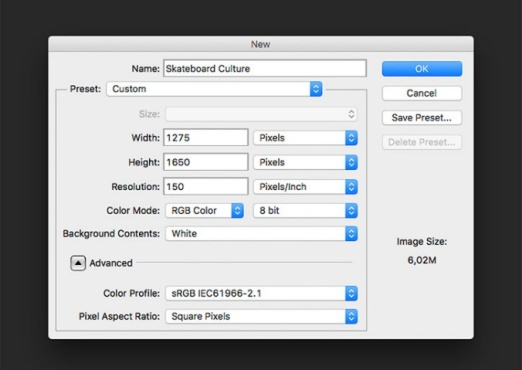 New
Name: Skateboard Culture
OK
Preset: Custom
Cancel
Size:
Save Preset...
Width: 1275 Pixels
Delete Preset...
Height: 1650 Pixels
Resolution: 150 Pixels/Inch
Color Mode: RGB Color 8 bit
Background Contents: White
Image Size:
6,02M
Advanced
Color Profile: sRGB IEC61966-2.1
Pixel Aspect Ratio: Square Pixels